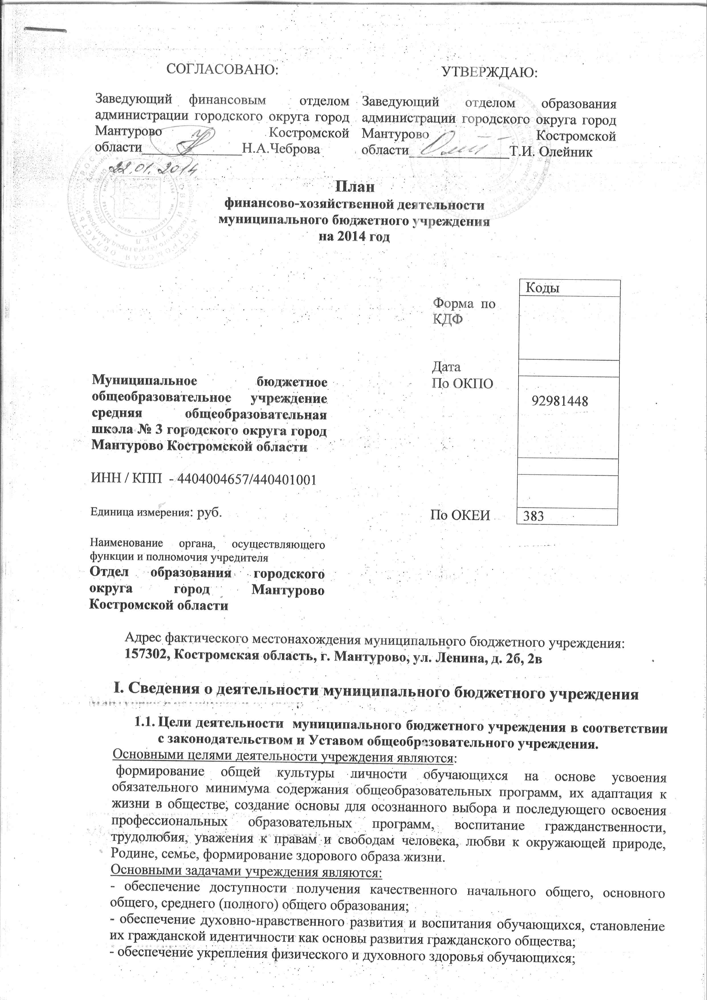 СОГЛАСОВАНО:
Заведующий финансовым отделом
администрации городского округа город
Мантурово Костромской
области_____________Н.А.Чеброва
22.01.2014
УТВЕРЖДАЮ:
Заведующий отделом образования
администраций городского округа город
Мантурово Костромской
области_____________Т.И. Олейник
План
финансово-хозяйственной деятельности
муниципального бюджетного учреждения
на 2014 год
Коды
Форма по
КДФ
Дата
По ОКПО
92981448
Муниципальное бюджетное
общеобразовательное учреждение
средняя общеобразовательная
школа № 3 городского округа город
Мантурово Костромской области
ИНН / КПП - 4404004657/440401001
Единица измерения: руб.
По ОКЕИ
383
Наименование органа, осуществляющего
функции и полномочия учредителя
Отдел образования городского
округа город Мантурово
Костромской области
Адрес фактического местонахождения муниципального бюджетного учреждения:
157302, Костромская область, г. Мантурово, ул. Ленина, д. 2б, 2в
I. Сведения о деятельности муниципального бюджетного учреждения
1.1. Цели деятельности муниципального бюджетного учреждения в соответствии
с законодательством и Уставом общеобразовательного учреждения.
Основными целями деятельности учреждения являются:
формирование общей культуры личности обучающихся на основе усвоения
обязательного минимума содержания общеобразовательных программ, их адаптация к
жизни в обществе, создание основы для осознанного выбора и последующего освоения
профессиональных образовательных программ, воспитание гражданственности,
трудолюбия, уважения к правам и свободам человека, любви к окружающей природе,
Родине, семье, формирование здорового образа жизни.
Основными задачами учреждения являются:
- обеспечение доступности получения качественного начального общего, основного
общего, среднего (полного) общего образования;
- обеспечение духовно-нравственного развития и воспитания обучающихся, становление
их гражданской идентичности как основы развития гражданского общества;
- обеспечение укрепления физического и духовного здоровья обучающихся;